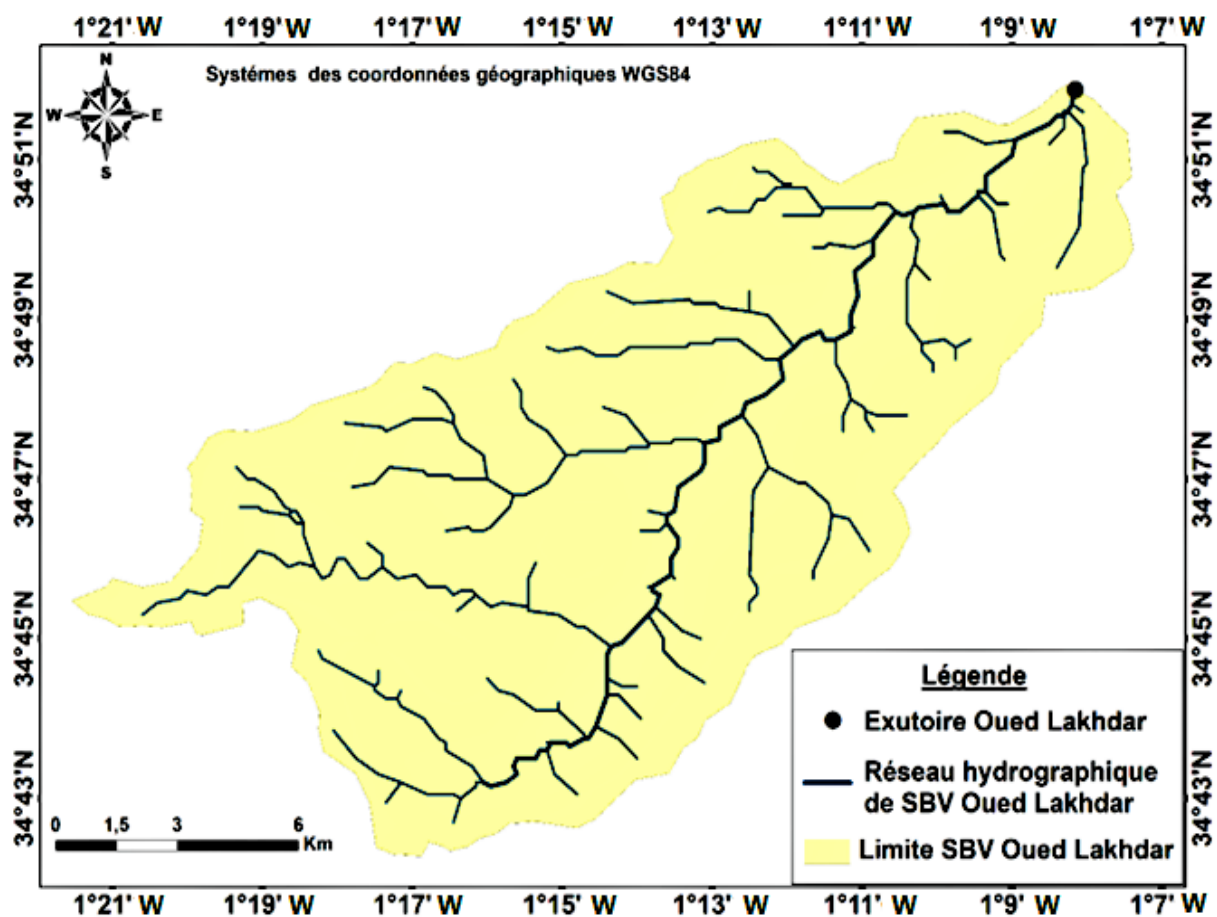 1°21' W 1°19' W 1°17' W 1°15' W 1°13' W 1°11' W 1°9' W 1°7' W
Systémes des coordonnées géographiques WGS84
N
W E
S
34°51'N 34°51'N
34°49'N 34°49'N
34°47'N 34°47'N
34°45'N 34°45'N
34°43'N 34°43'N
Légende
Exutoire Oued Lakhdar
Réseau hydrographique
de SBV Oued Lakhdar
Limite SBV Oued Lakhdar
0 1,5 3 6
Km
1°21' W 1°19' W 1°17' W 1°15' W 1°13' W 1°11' W 1°9' W 1°7' W